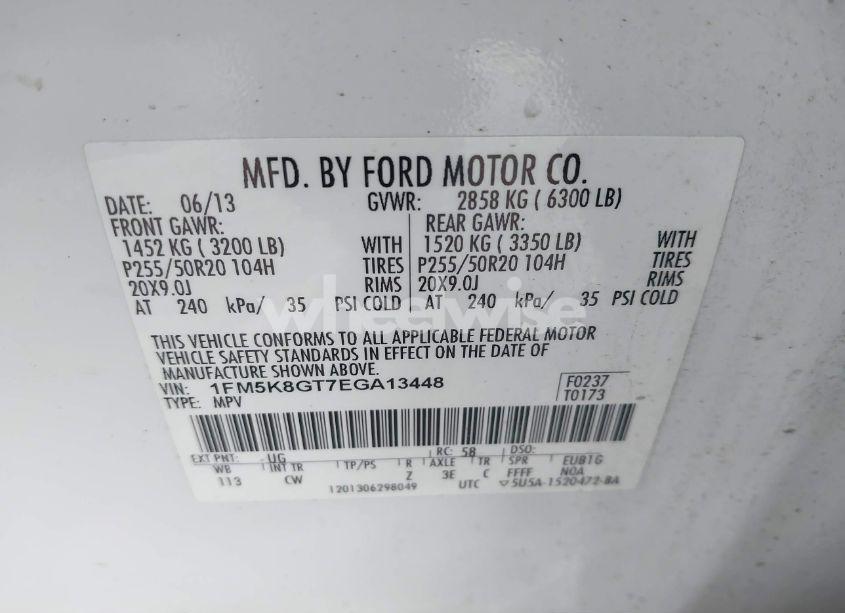 MFD. BY FORD MOTOR CO.
DATE: 06/13 GVWR: 2858 KG ( 6300 LB)
FRONT GAWR: REAR GAWR:
1452 KG ( 3200 LB) WITH 1520 KG ( 3350 LB) WITH
P255/50R20 104H TIRES P255/50R20 104H TIRES
20X9.0J RIMS 20X9.0J RIMS
AT 240 kPa/ 35 PSI COLD AT 240 kPa/ 35 PSI COLD
wheelwise
THIS VEHICLE CONFORMS TO ALL APPLICABLE FEDERAL MOTOR
VEHICLE SAFETY STANDARDS IN EFFECT ON THE DATE OF
MANUFACTURE SHOWN ABOVE.
VIN: 1FM5K8GT7EGA13448 F0237
TYPE: MPV T0173
EXT PNT: UG RC: 58 DSO:
WB INT TR TP/PS R AXLE TR SPR EUB1G
113 CW Z 3E C FFFF NOA
1201306298049 UTC ▽5U5A-1520472-BA